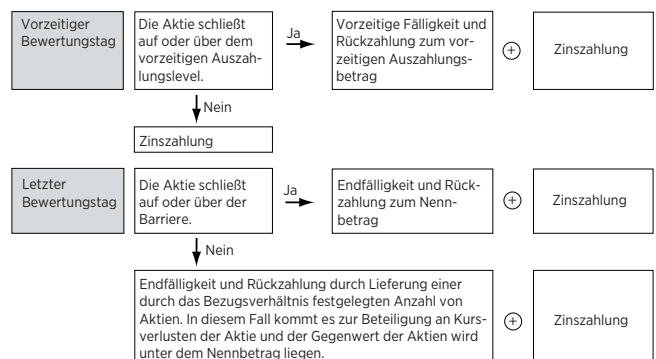 Vorzeitiger
Bewertungstag
Die Aktie schließt
auf oder über dem
vorzeitigen Auszah-
lungslevel.
Ja
Vorzeitige Fälligkeit und
Rückzahlung zum vor-
zeitigen Auszahlungs-
betrag
+
Zinszahlung
Nein
Zinszahlung
Letzter
Bewertungstag
Die Aktie schließt
auf oder über der
Barriere.
Ja
Endfälligkeit und Rück-
zahlung zum Nenn-
betrag
+
Zinszahlung
Nein
Endfälligkeit und Rückzahlung durch Lieferung einer
durch das Bezugsverhältnis festgelegten Anzahl von
Aktien. In diesem Fall kommt es zur Beteiligung an Kurs-
verlusten der Aktie und der Gegenwert der Aktien wird
unter dem Nennbetrag liegen.
+
Zinszahlung